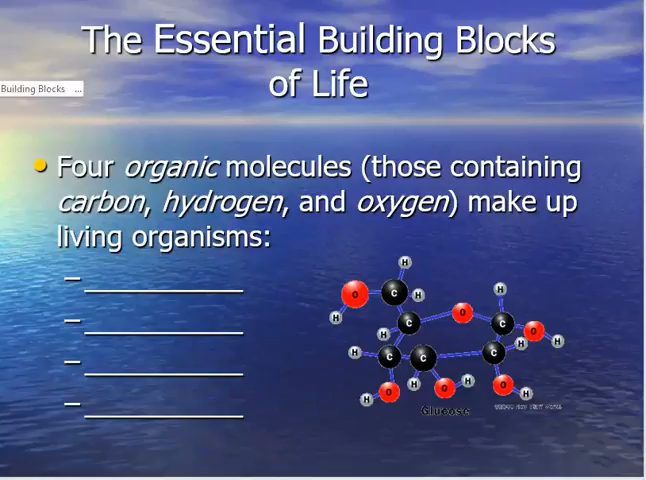 The Essential Building Blocks
of Life
Building Blocks ...
Four organic molecules (those containing
carbon, hydrogen, and oxygen) make up
living organisms:
– ____________
– ____________
– ____________
– ____________
H
O C H
H
H
C O C
H O H
H C C C H
H O H
H O O H
Glucose